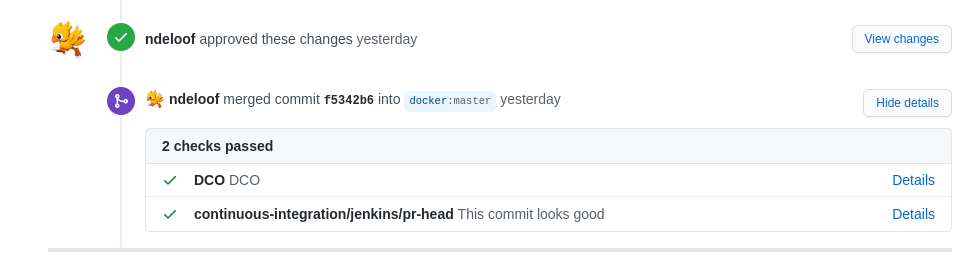 ndeloof approved these changes yesterday
View changes
ndeloof merged commit f5342b6 into docker:master yesterday
Hide details
2 checks passed
DCO DCO
Details
continuous-integration/jenkins/pr-head This commit looks good
Details